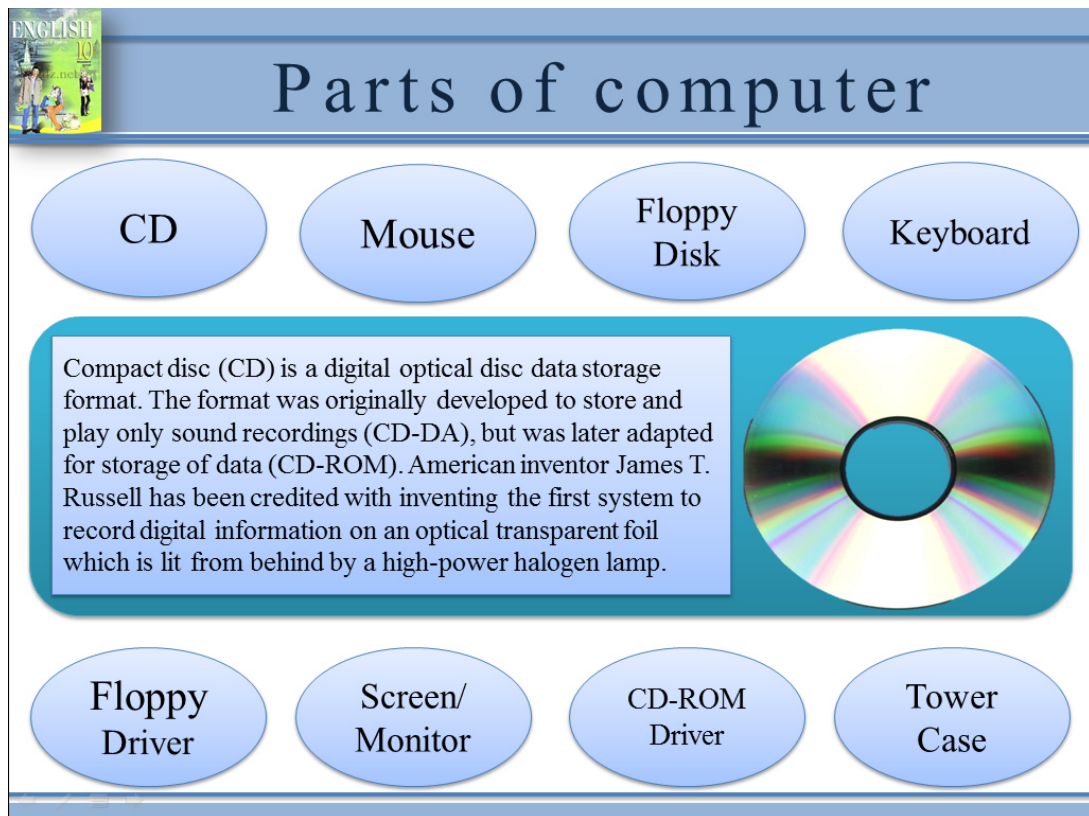 ENGLISH
10
Parts of computer
CD
Mouse
Floppy
Disk
Keyboard
Compact disc (CD) is a digital optical disc data storage
format. The format was originally developed to store and
play only sound recordings (CD-DA), but was later adapted
for storage of data (CD-ROM). American inventor James T.
Russell has been credited with inventing the first system to
record digital information on an optical transparent foil
which is lit from behind by a high-power halogen lamp.
Floppy
Driver
Screen/
Monitor
CD-ROM
Driver
Tower
Case